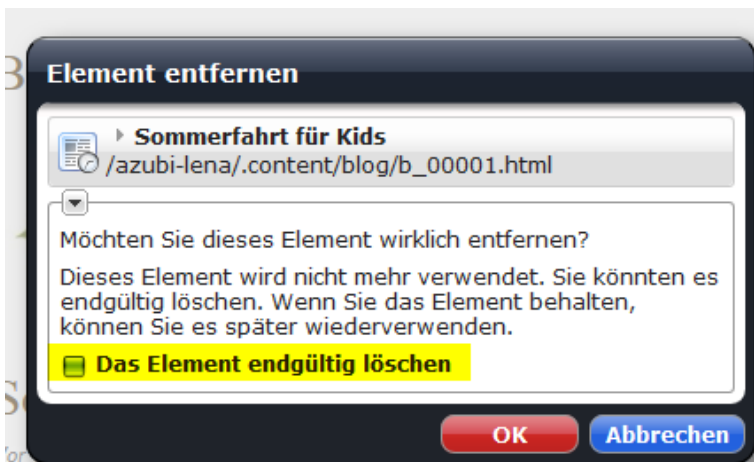 Element entfernen
Sommerfahrt für Kids
/azubi-lena/.content/blog/b_00001.html
Möchten Sie dieses Element wirklich entfernen?
Dieses Element wird nicht mehr verwendet. Sie könnten es
endgültig löschen. Wenn Sie das Element behalten,
können Sie es später wiederverwenden.
Das Element endgültig löschen
OK
Abbrechen